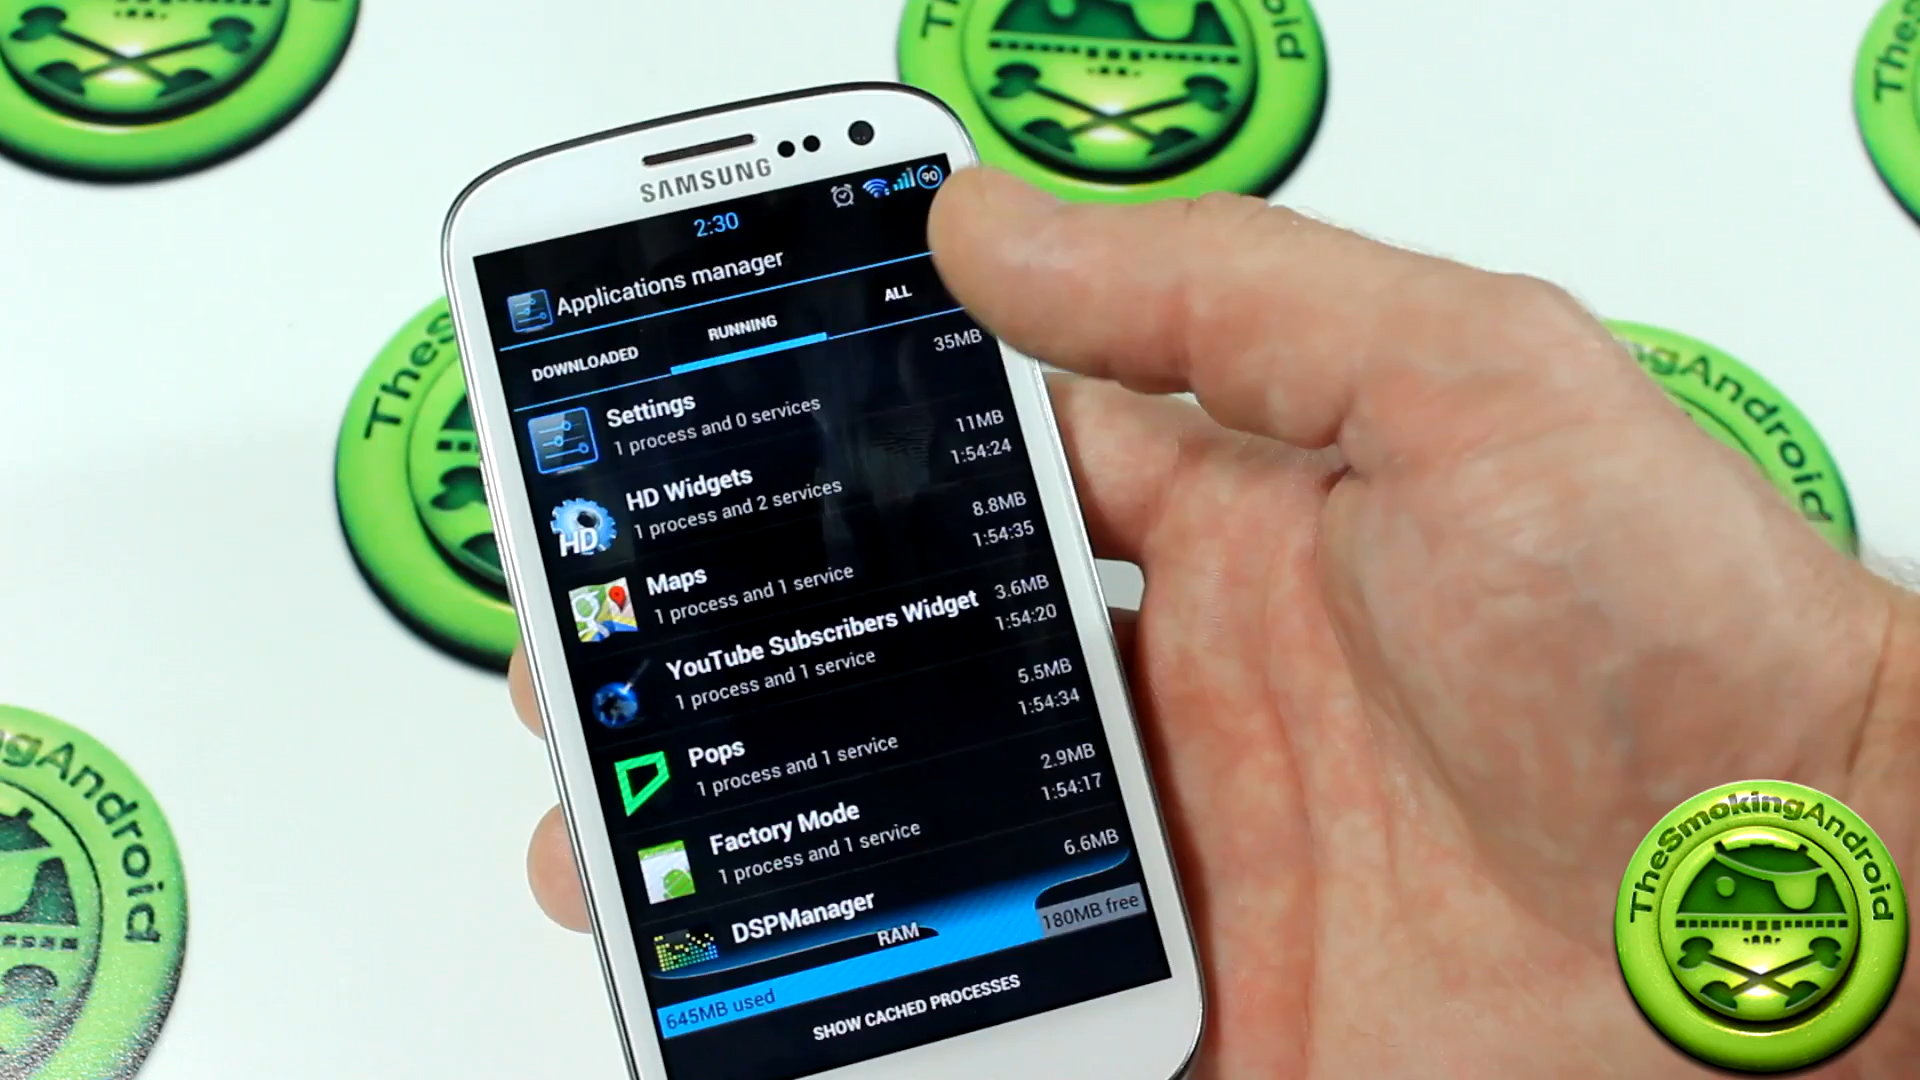 SAMSUNG
90
2:30
Applications manager
DOWNLOADED
RUNNING
ALL
Settings
35MB
1 process and 0 services
HD Widgets
11MB
1 process and 2 services
1:54:24
HD
Maps
8.8MB
1 process and 1 service
1:54:35
YouTube Subscribers Widget
3.6MB
1 process and 1 service
1:54:20
Pops
5.5MB
1 process and 1 service
1:54:34
Factory Mode
2.9MB
1 process and 1 service
1:54:17
DSPManager
6.6MB
RAM
645MB used
180MB free
SHOW CACHED PROCESSES
TheSmokingAndroid